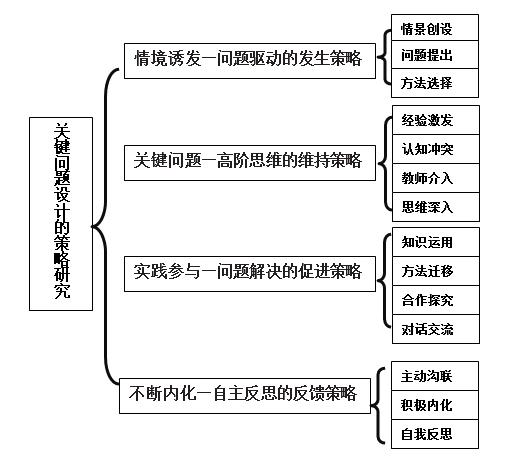 关键问题设计的策略研究
情境诱发—问题驱动的发生策略
情景创设
问题提出
方法选择
关键问题—高阶思维的维持策略
经验激发
认知冲突
教师介入
思维深入
实践参与—问题解决的促进策略
知识运用
方法迁移
合作探究
对话交流
不断内化—自主反思的反馈策略
主动沟联
积极内化
自我反思